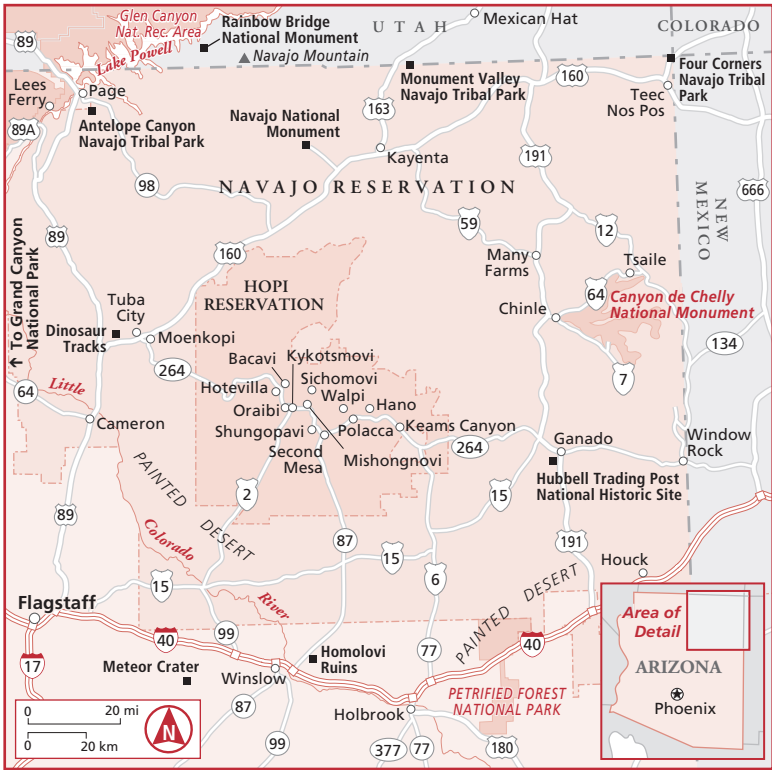 Glen Canyon
Nat. Rec. Area
Rainbow Bridge
National Monument
UTAH
Mexican Hat
COLORADO
89
Lake Powell
Navajo Mountain
Lees
Ferry
Page
Monument Valley
Navajo Tribal Park
160
Four Corners
Navajo Tribal
Park
Teec
Nos Pos
89A
Antelope Canyon
Navajo Tribal Park
Navajo National
Monument
163
Kayenta
191
98
NAVAJO RESERVATION
666
NEW
MEXICO
89
59
12
160
Many
Farms
Tsaile
↑ To Grand Canyon
National Park
HOPI
RESERVATION
64
Canyon de Chelly
National Monument
Tuba
City
Chinle
Dinosaur
Tracks
Moenkopi
134
Bacavi
Kykotsmovi
264
Hotevilla
Sichomovi
7
64
Little
Walpi
Hano
Oraibi
Cameron
Shungopavi
Polacca
Keams Canyon
264
Ganado
Window
Rock
Second
Mesa
Mishongnovi
PAINTED DESERT
Hubbell Trading Post
National Historic Site
2
15
89
Colorado
87
191
15
Houck
15
6
PAINTED DESERT
River
Flagstaff
99
40
77
40
Area of
Detail
17
Homolovi
Ruins
Meteor Crater
Winslow
ARIZONA
PETRIFIED FOREST
NATIONAL PARK
Phoenix
0
20 mi
0
20 km
N
87
Holbrook
99
377
77
180